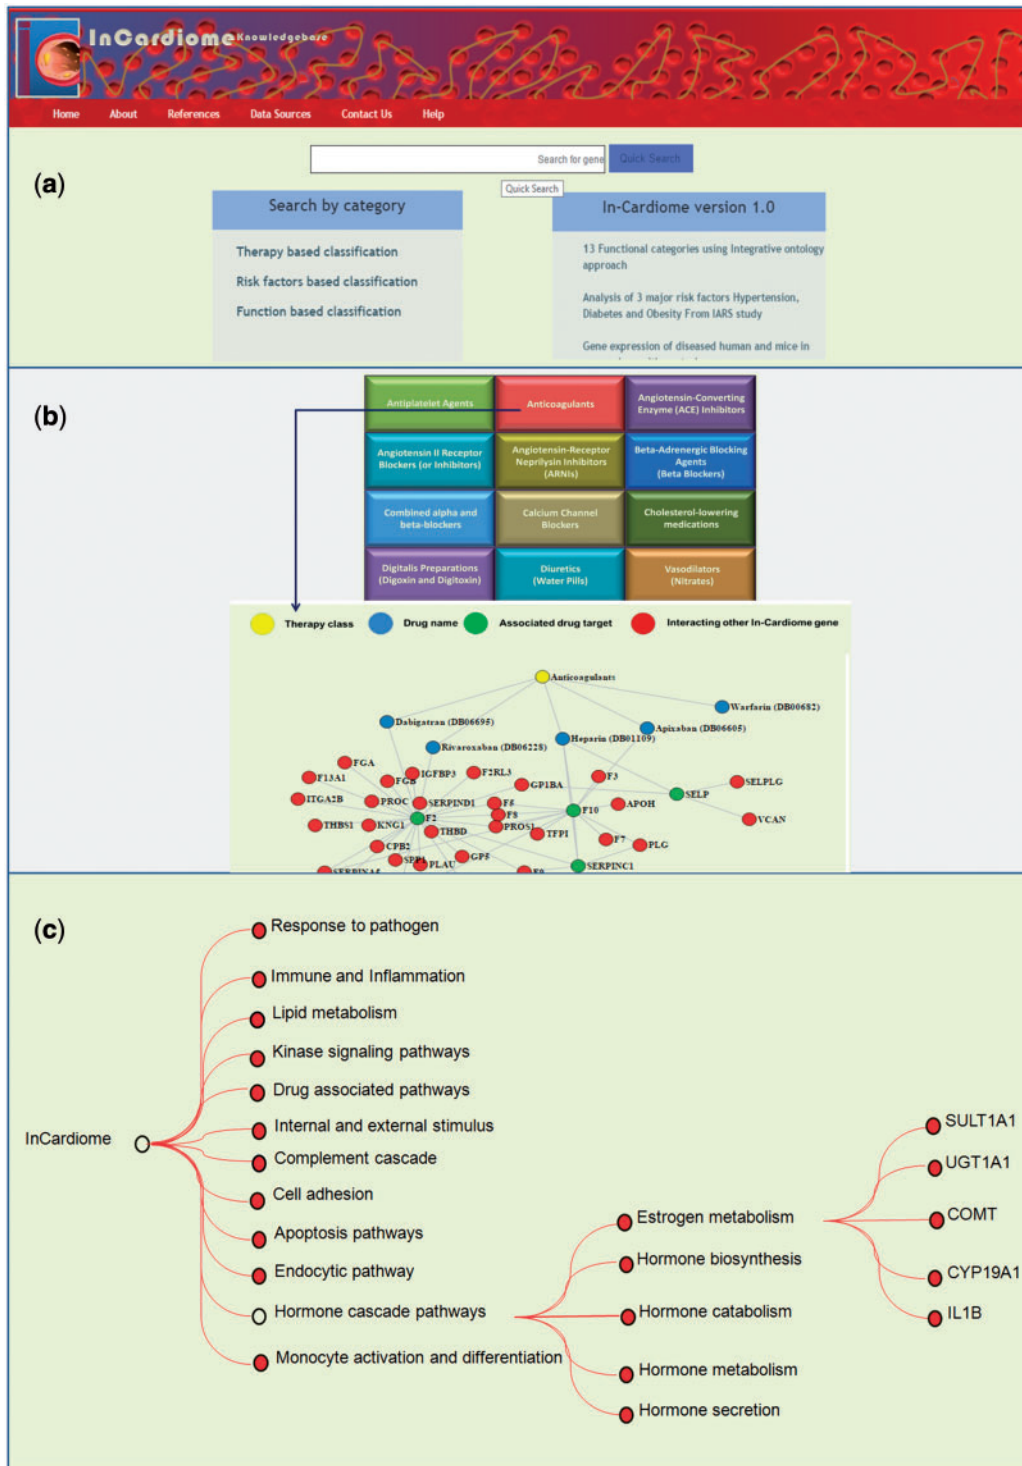 InCardiome Knowledgebase
Home About References Data Sources Contact Us Help
(a)
Search for gene
Quick Search
Quick Search
Search by category
Therapy based classification
Risk factors based classification
Function based classification
In-Cardiome version 1.0
13 Functional categories using Integrative ontology
approach
Analysis of 3 major risk factors Hypertension,
Diabetes and Obesity From IARS study
Gene expression of diseased human and mice in
(b)
Antiplatelet Agents
Anticoagulants
Angiotensin-Converting
Enzyme (ACE) Inhibitors
Angiotensin II Receptor
Blockers (or Inhibitors)
Angiotensin-Receptor
Neprilysin Inhibitors
(ARNIs)
Beta-Adrenergic Blocking
Agents
(Beta Blockers)
Combined alpha and
beta-blockers
Calcium Channel
Blockers
Cholesterol-lowering
medications
Digitalis Preparations
(Digoxin and Digitoxin)
Diuretics
(Water Pills)
Vasodilators
(Nitrates)
Therapy class
Drug name
Associated drug target
Interacting other In-Cardiome gene
Anticoagulants
Warfarin (DB00682)
Dabigatran (DB06695)
Apixaban (DB06605)
Heparin (DB01109)
Rivaroxaban (DB06228)
FGA
F13A1
FGB
IGFBP3
F2RL3
GP1BA
F3
SELPLG
SELP
ITGA2B
PROC
SERPIND1
F5
APOH
F10
F8
F2
VCAN
THBS1
KNG1
THBD
PROS1
TFPI
F7
PLG
CPB2
SPP1
PLAU
GP5
SERPINC1
SERPINA5
F9
(c)
Response to pathogen
Immune and Inflammation
Lipid metabolism
Kinase signaling pathways
Drug associated pathways
Internal and external stimulus
InCardiome
Complement cascade
Cell adhesion
Apoptosis pathways
Endocytic pathway
Hormone cascade pathways
Monocyte activation and differentiation
Estrogen metabolism
Hormone biosynthesis
Hormone catabolism
Hormone metabolism
Hormone secretion
SULT1A1
UGT1A1
COMT
CYP19A1
IL1B